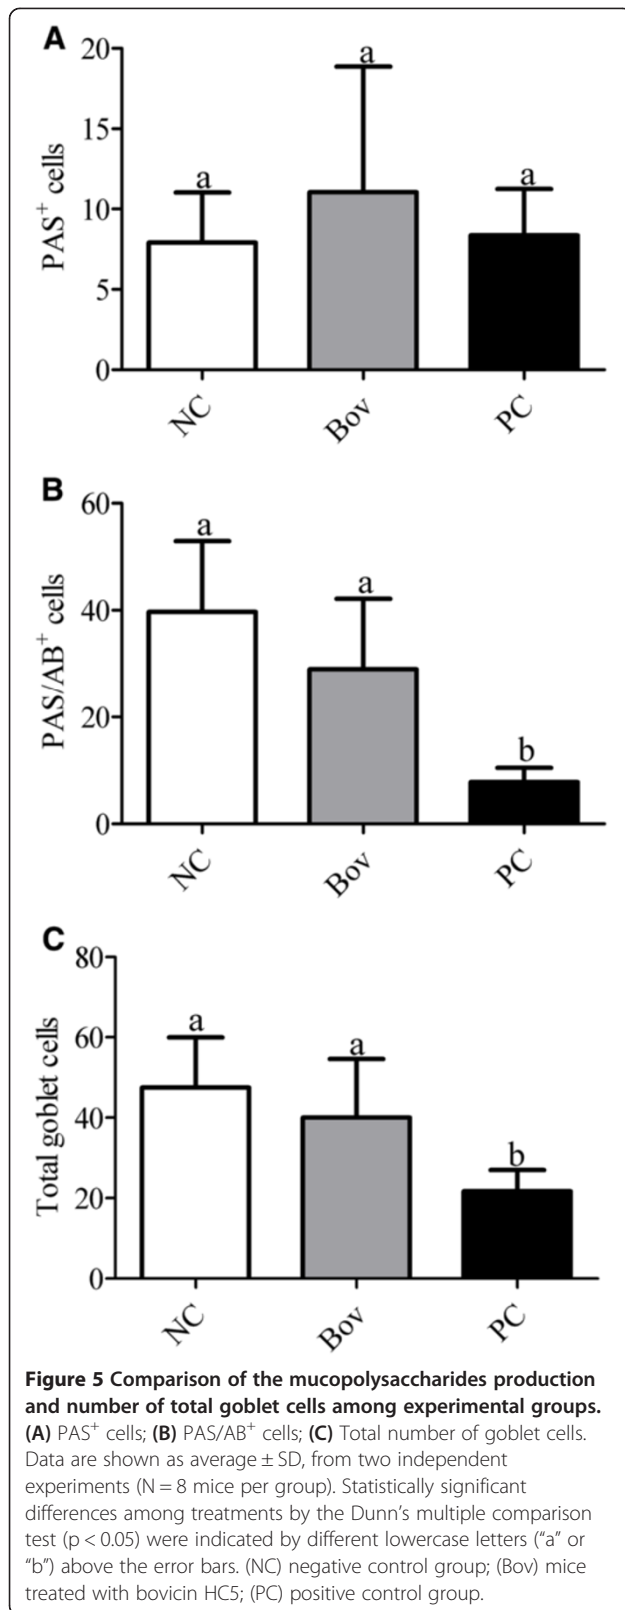 A
20
15
10
5
0
PAS+ cells
a
a
a
NC
Bov
PC
B
60
40
20
0
PAS/AB+ cells
a
a
b
NC
Bov
PC
C
80
60
40
20
0
Total goblet cells
a
a
b
NC
Bov
PC
Figure 5 Comparison of the mucopolysaccharides production
and number of total goblet cells among experimental groups.
(A) PAS+ cells; (B) PAS/AB+ cells; (C) Total number of goblet cells.
Data are shown as average ± SD, from two independent
experiments (N = 8 mice per group). Statistically significant
differences among treatments by the Dunn's multiple comparison
test (p < 0.05) were indicated by different lowercase letters ("a" or
"b") above the error bars. (NC) negative control group; (Bov) mice
treated with bovicin HC5; (PC) positive control group.